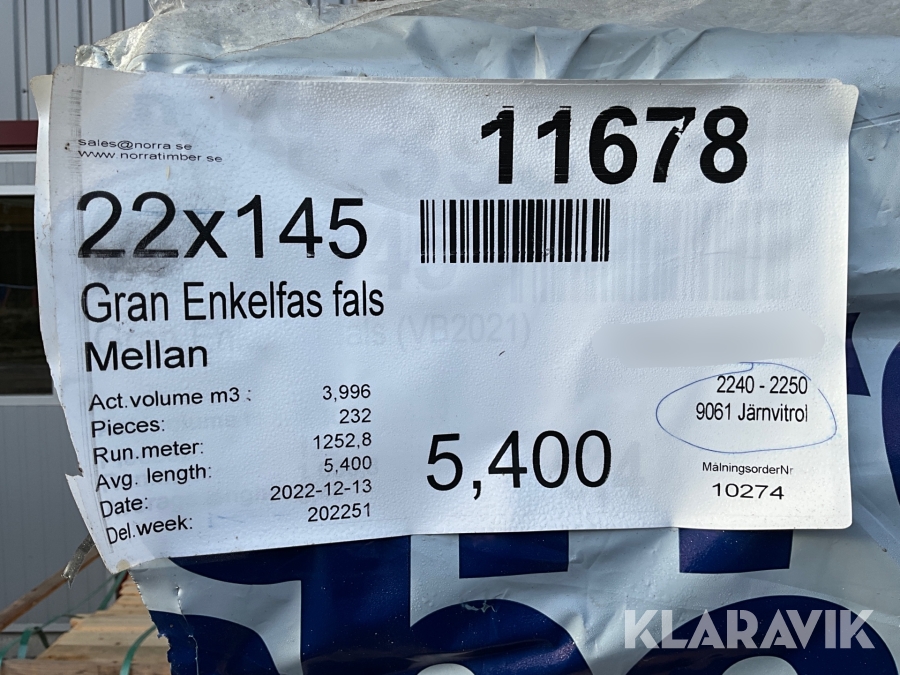 sales@norra se
www norratimber se
11678
22x145
Gran Enkelfas fals
Mellan
(VB2021)
Act.volume m3 : 3,996
Pieces: 232
Run.meter: 1252,8
Avg. length: 5,400
Date: 2022-12-13
Del.week: 202251
5,400
2240 - 2250
9061 Järnvitrol
MålningsorderNr
10274
KLARAVIK